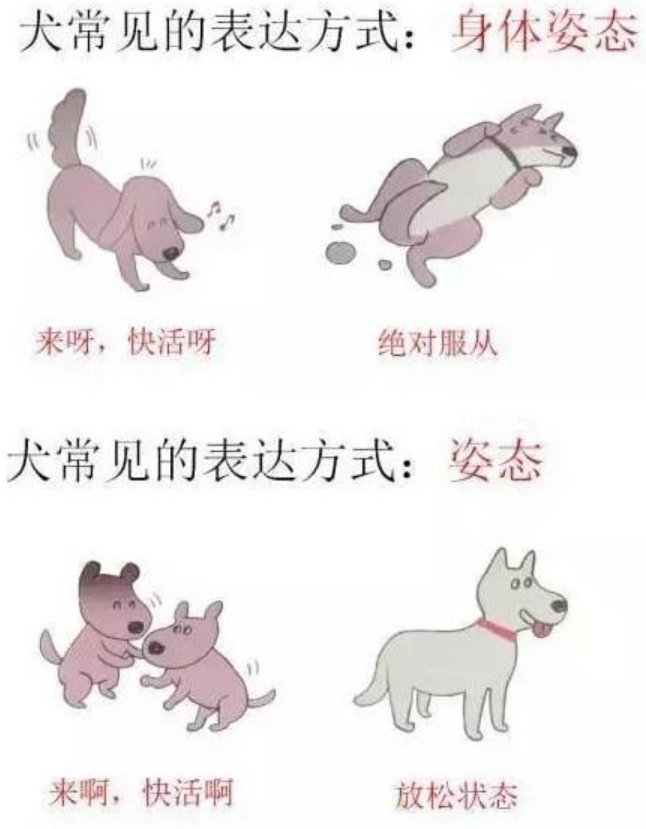 犬常见的表达方式：身体姿态
来呀，快活呀
绝对服从
犬常见的表达方式：姿态
来啊，快活啊
放松状态